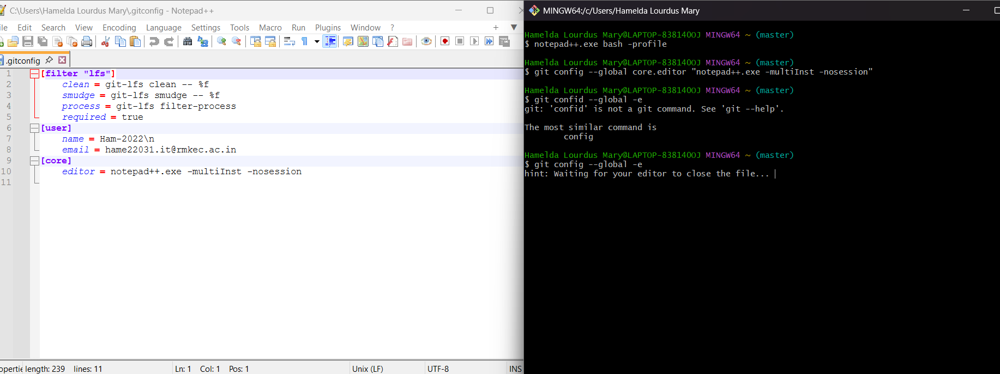 C:\Users\Hamelda Lourdus Mary\.gitconfig - Notepad++
ile Edit Search View Encoding Language Settings Tools Macro Run Plugins Window ?
.gitconfig
1 [filter "lfs"]
2 clean = git-lfs clean -- %f
3 smudge = git-lfs smudge -- %f
4 process = git-lfs filter-process
5 required = true
6 [user]
7 name = Ham-2022\n
8 email = hame22031.it@rmkec.ac.in
9 [core]
10 editor = notepad++.exe -multiInst -nosession
11
opertie length: 239 lines: 11 Ln: 1 Col: 1 Pos: 1 Unix (LF) UTF-8 INS
MINGW64:/c/Users/Hamelda Lourdus Mary
Hamelda Lourdus Mary@LAPTOP-838140OJ MINGW64 ~ (master)
$ notepad++.exe bash -profile
Hamelda Lourdus Mary@LAPTOP-838140OJ MINGW64 ~ (master)
$ git config --global core.editor "notepad++.exe -multiInst -nosession"
Hamelda Lourdus Mary@LAPTOP-838140OJ MINGW64 ~ (master)
$ git confid --global -e
git: 'confid' is not a git command. See 'git --help'.
The most similar command is
config
Hamelda Lourdus Mary@LAPTOP-838140OJ MINGW64 ~ (master)
$ git config --global -e
hint: Waiting for your editor to close the file...